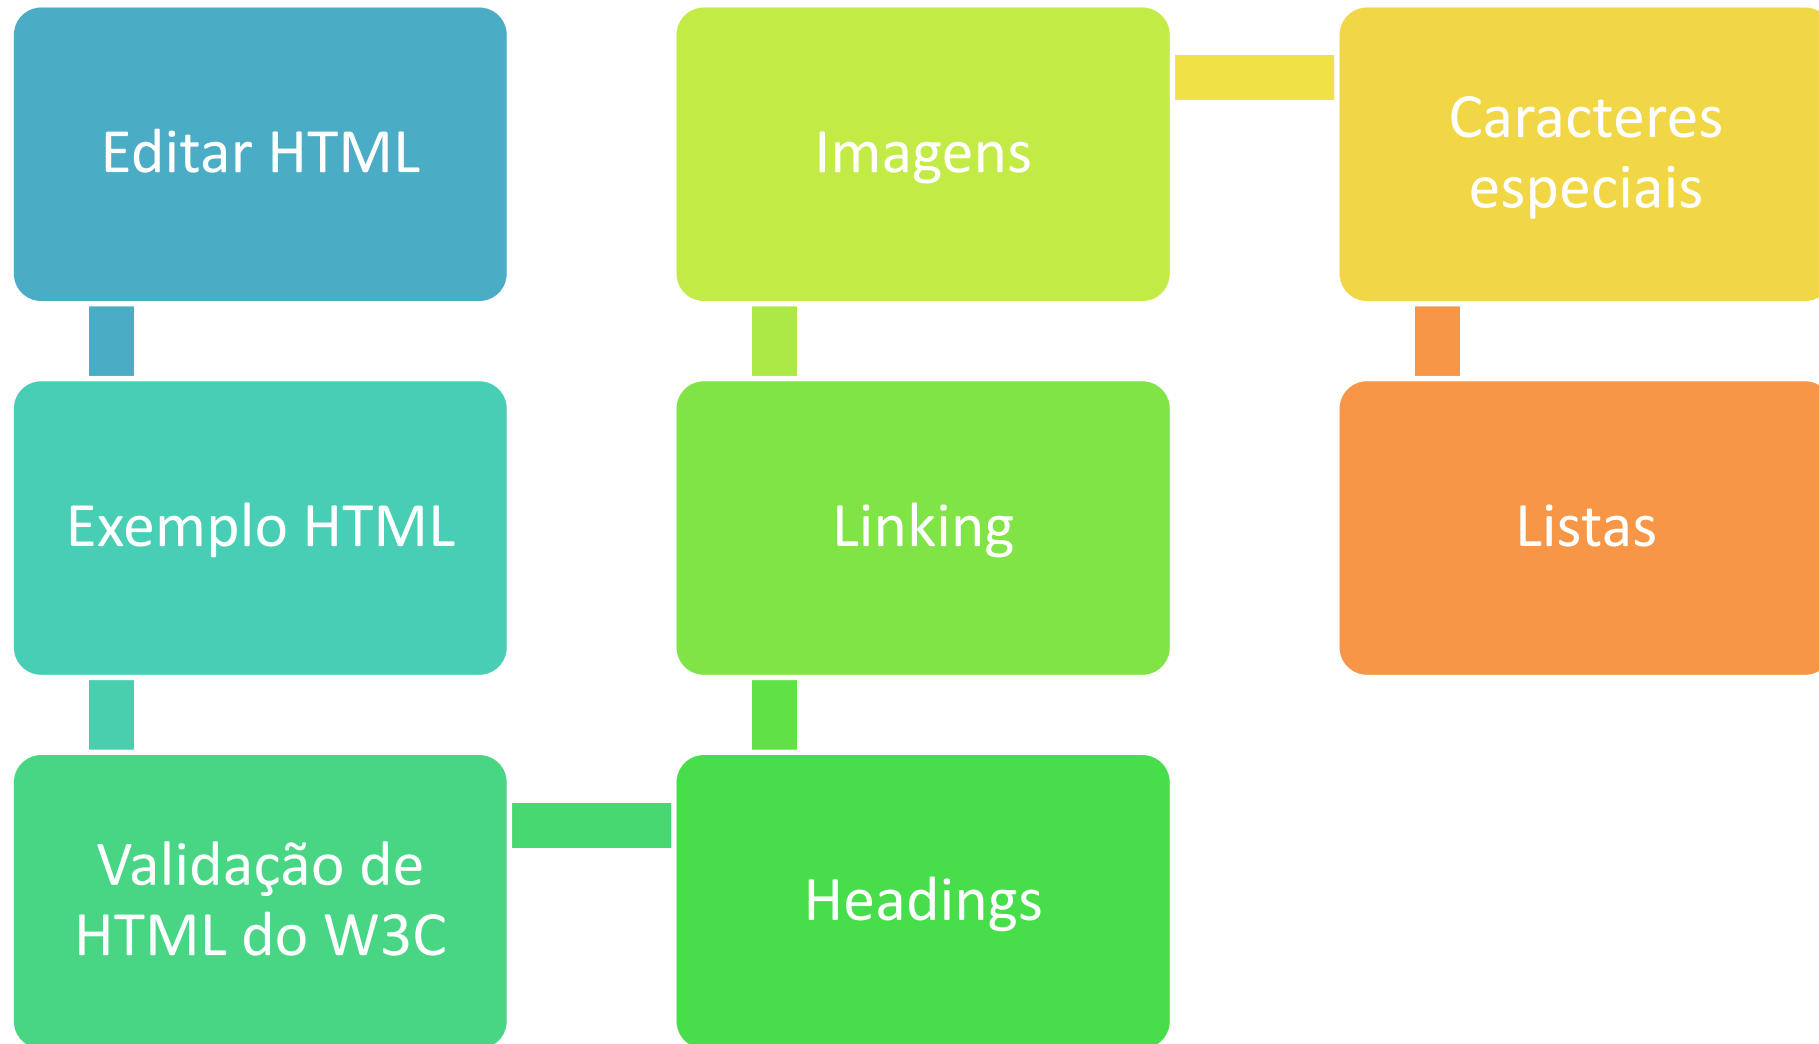 Editar HTML
Exemplo HTML
Validação de
HTML do W3C
Headings
Linking
Imagens
Caracteres
especiais
Listas